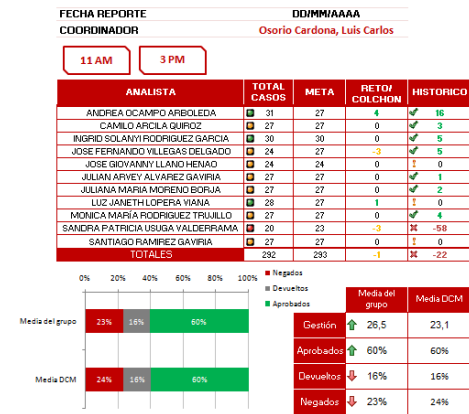 FECHA REPORTE DD/MM/AAAA
COORDINADOR Osorio Cardona, Luis Carlos
11 AM 3 PM
ANALISTA TOTAL CASOS META RETO/ COLCHON HISTORICO
ANDREA OCAMPO ARBOLEDA 31 27 4 16
CAMILO ARCILA QUIROZ 27 27 0 3
INGRID SOLANYI RODRIGUEZ GARCIA 30 30 0 5
JOSE FERNANDO VILLEGAS DELGADO 24 27 -3 5
JOSE GIOVANNY LLANO HENAO 24 24 0 0
JULIAN ARVEY ALVAREZ GAVIRIA 27 27 0 1
JULIANA MARIA MORENO BORJA 27 27 0 2
LUZ JANETH LOPERA VIANA 28 27 1 0
MONICA MARÍA RODRIGUEZ TRUJILLO 27 27 0 4
SANDRA PATRICIA USUGA VALDERRAMA 20 23 -3 -58
SANTIAGO RAMIREZ GAVIRIA 27 27 0 0
TOTALES 292 293 -1 -22
0% 20% 40% 60% 80% 100%
Negados
Devueltos
Aprobados
Media del grupo 23% 16% 60%
Media DCM 24% 16% 60%
Media del grupo Media DCM
Gestión 26,5 23,1
Aprobados 60% 60%
Devueltos 16% 16%
Negados 23% 24%